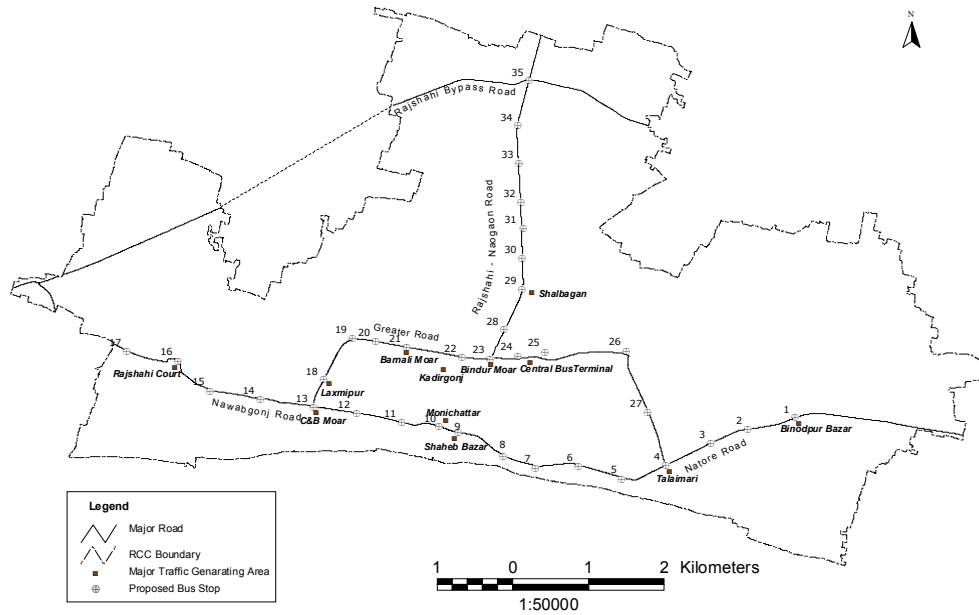 N
35
Rajshahi Bypass Road
34
33
32
Rajshahi - Naogaon Road
31
30
29
Shalbagan
28
Greater Road
19
20
21
22
23
24
25
26
17
16
Barnali Moar
Bindur Moar
Central BusTerminal
Rajshahi Court
Kadirgonj
18
Laxmipur
15
14
13
12
11
10
9
Nawabgonj Road
C&B Moar
Monichattar
Shaheb Bazar
27
1
2
3
Binodpur Bazar
8
7
6
5
4
Natore Road
Talaimari
Legend
Major Road
RCC Boundary
Major Traffic Genarating Area
Proposed Bus Stop
1 0 1 2 Kilometers
1:50000